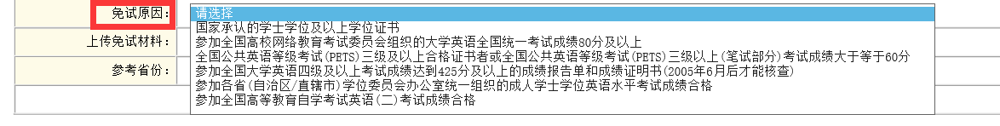 免试原因:
请选择
国家承认的学士学位及以上学位证书
上传免试材料:
参加全国高校网络教育考试委员会组织的大学英语全国统一考试成绩80分及以上
全国公共英语等级考试(PETS)三级及以上合格证书者或全国公共英语等级考试(PETS)三级以上(笔试部分)考试成绩大于等于60分
参考省份:
参加全国大学英语四级及以上考试成绩达到425分及以上的成绩报告单和成绩证明书(2005年6月后才能核查)
参加各省(自治区/直辖市)学位委员会办公室统一组织的成人学士学位英语水平考试成绩合格
参加全国高等教育自学考试英语(二)考试成绩合格